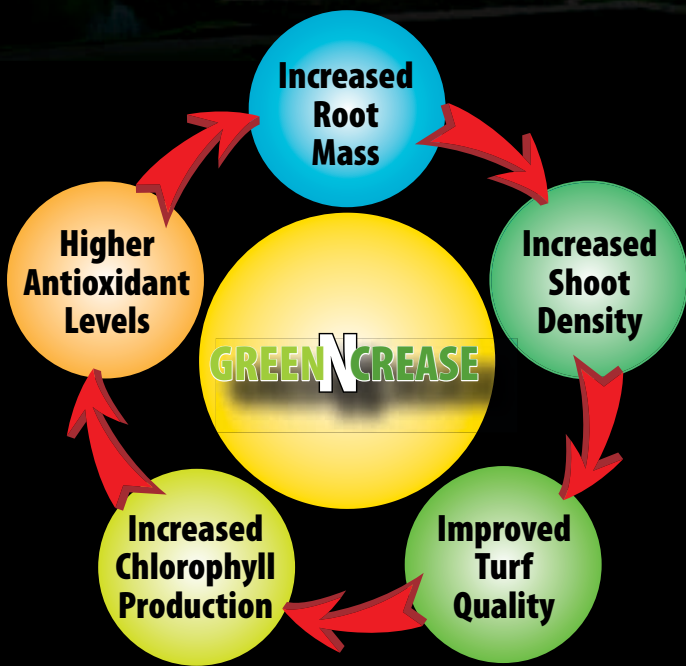 Increased
Root
Mass
Increased
Shoot
Density
Improved
Turf
Quality
Increased
Chlorophyll
Production
Higher
Antioxidant
Levels
GREENNCREASE